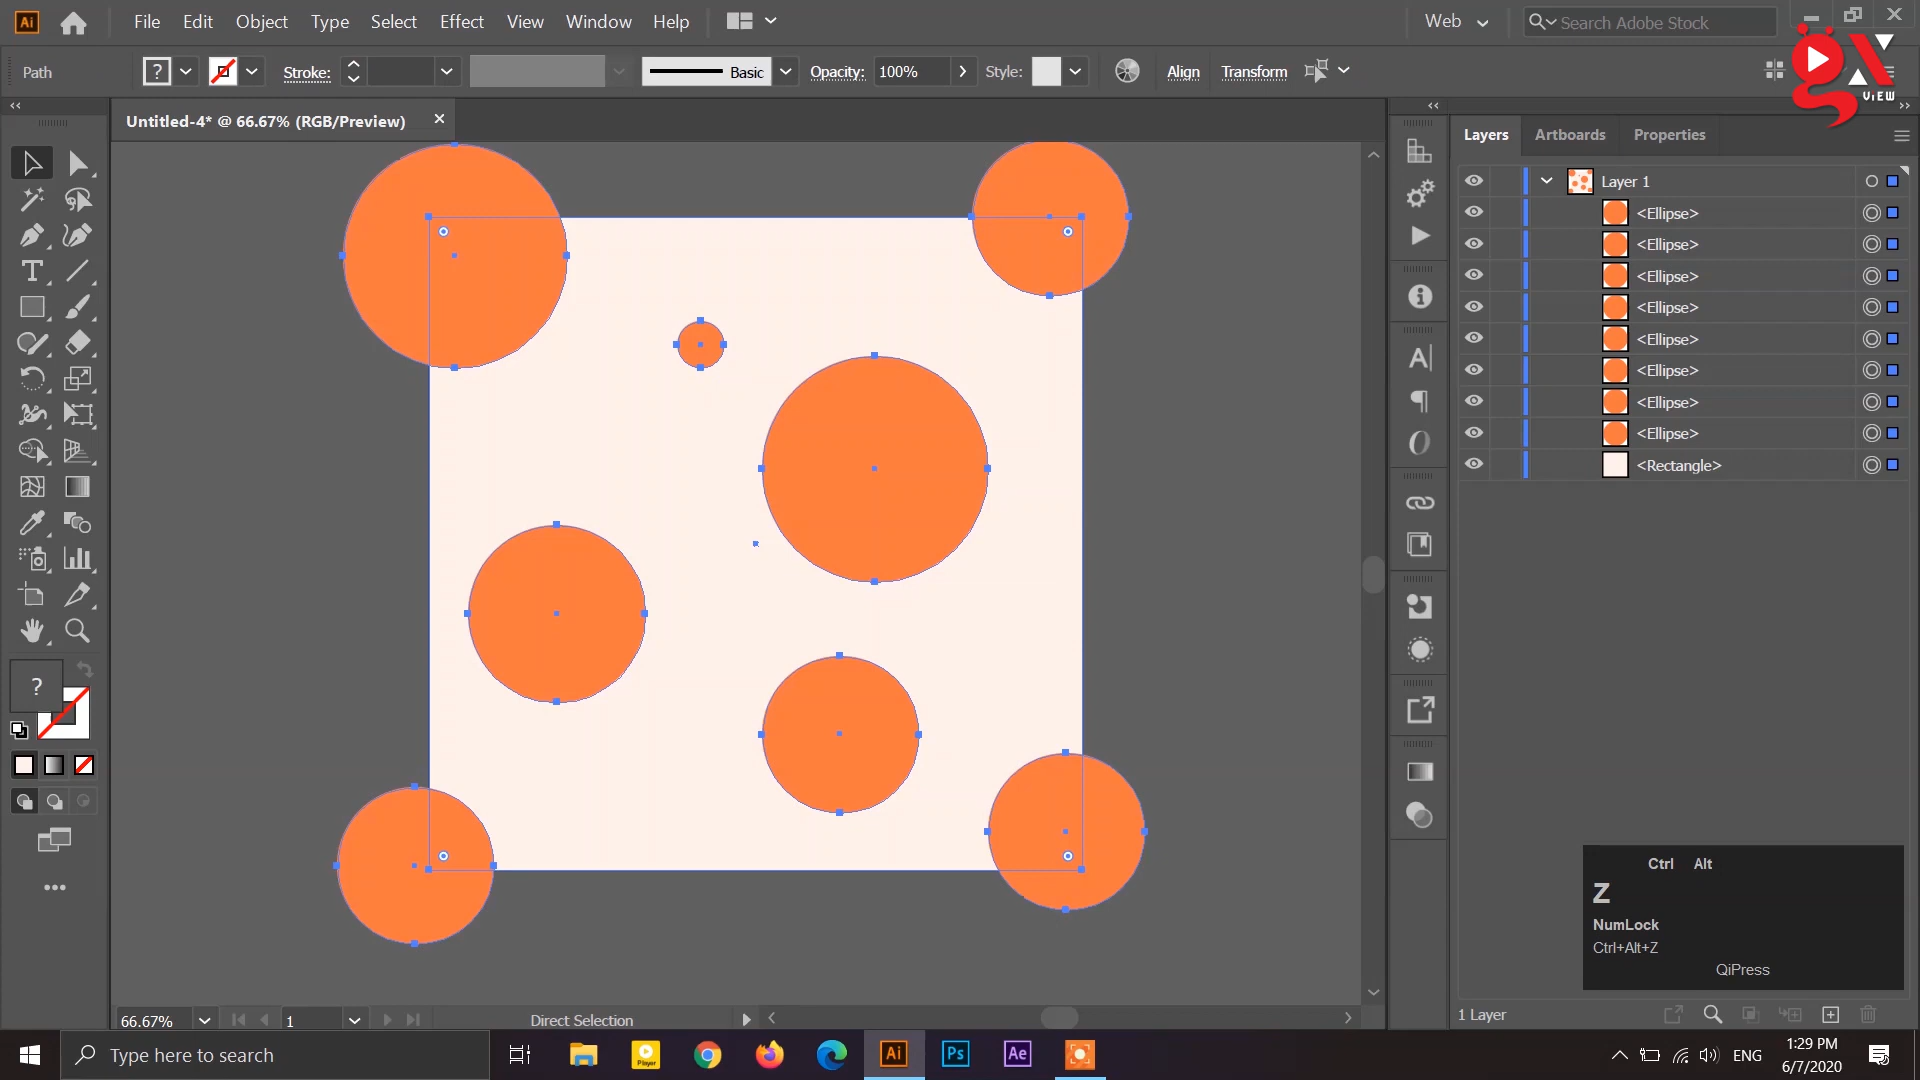 Ai File Edit Object Type Select Effect View Window Help Web Search Adobe Stock
Path ? Stroke: Basic Opacity: 100% Style: Align Transform
g X VIEW
Untitled-4* @ 66.67% (RGB/Preview)
Layers Artboards Properties
Layer 1
<Ellipse>
<Ellipse>
<Ellipse>
<Ellipse>
<Ellipse>
<Ellipse>
<Ellipse>
<Ellipse>
<Rectangle>
?
Ctrl Alt
Z
NumLock
Ctrl+Alt+Z
QiPress
66.67% 1 Direct Selection
1 Layer
Type here to search
Player Ai Ps Ae
ENG
1:29 PM
6/7/2020